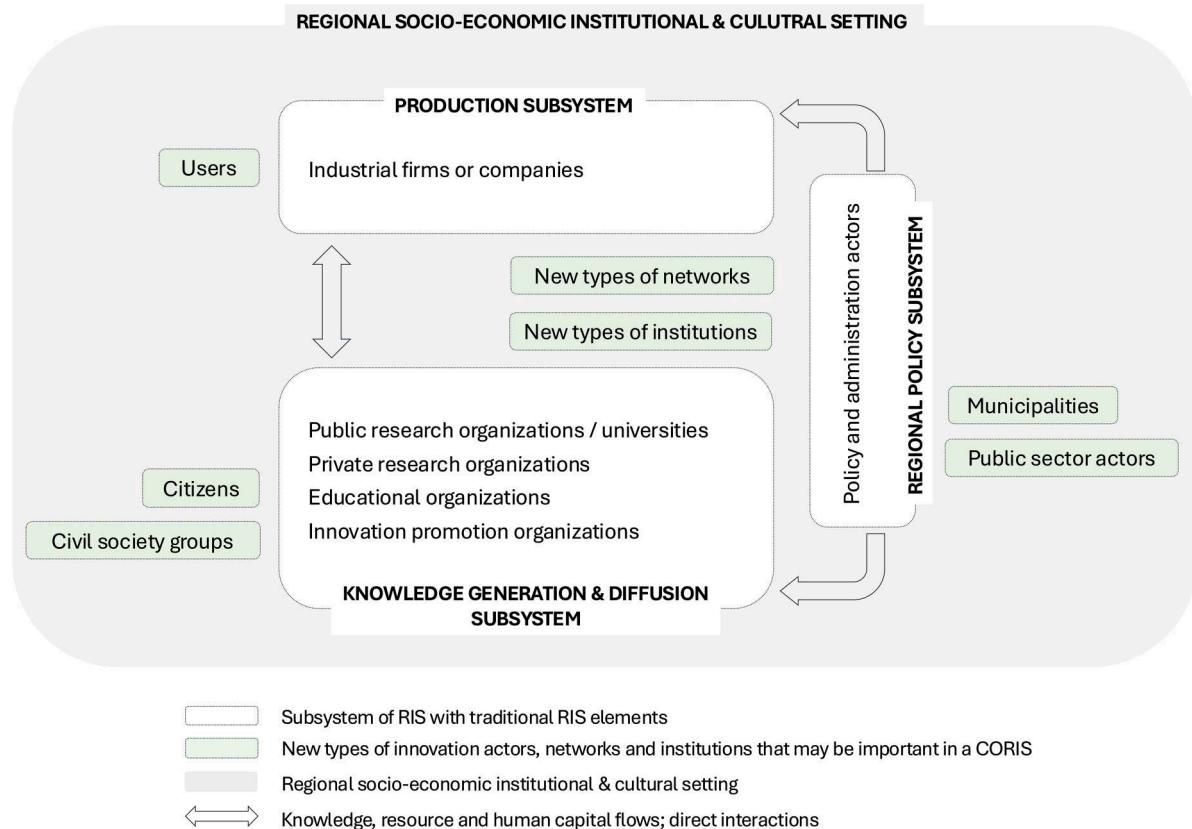 REGIONAL SOCIO-ECONOMIC INSTITUTIONAL & CULUTRAL SETTING
PRODUCTION SUBSYSTEM
Users
Industrial firms or companies
New types of networks
New types of institutions
Policy and administration actors
REGIONAL POLICY SUBSYSTEM
Municipalities
Public sector actors
Public research organizations / universities
Private research organizations
Educational organizations
Innovation promotion organizations
Citizens
Civil society groups
KNOWLEDGE GENERATION & DIFFUSION
SUBSYSTEM
Subsystem of RIS with traditional RIS elements
New types of innovation actors, networks and institutions that may be important in a CORIS
Regional socio-economic institutional & cultural setting
Knowledge, resource and human capital flows; direct interactions